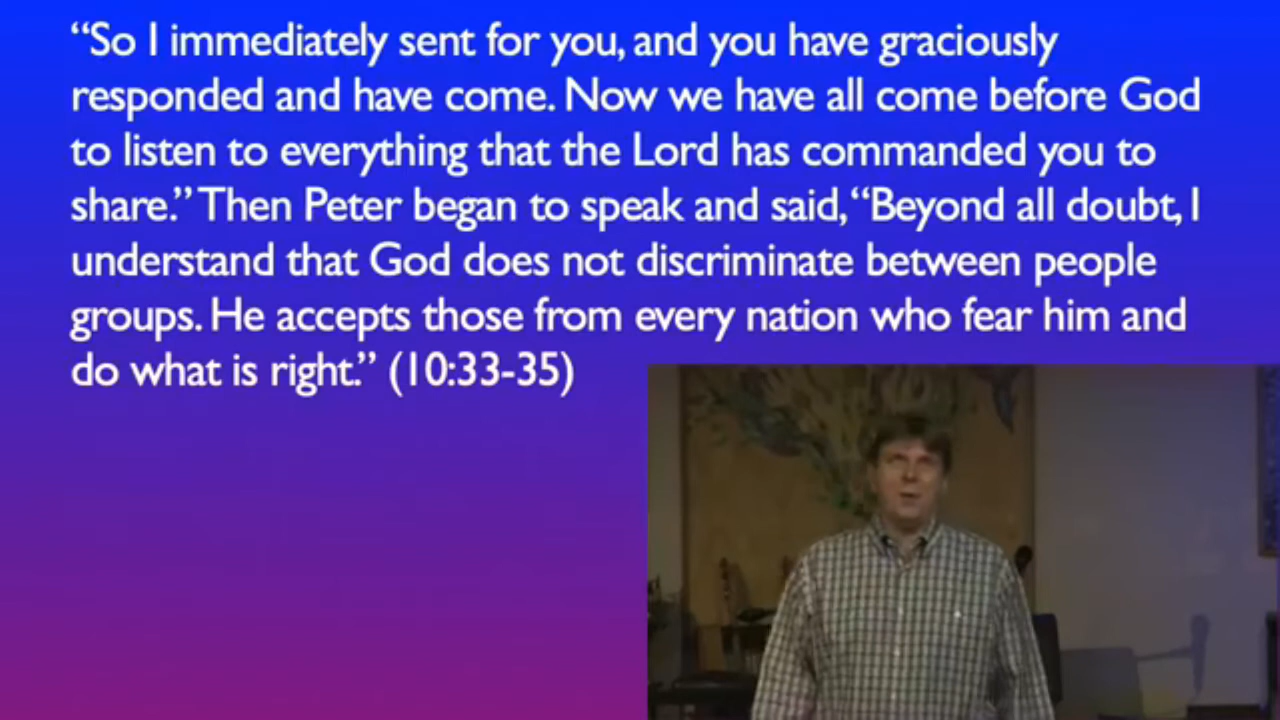 “So I immediately sent for you, and you have graciously
responded and have come. Now we have all come before God
to listen to everything that the Lord has commanded you to
share.” Then Peter began to speak and said, “Beyond all doubt, I
understand that God does not discriminate between people
groups. He accepts those from every nation who fear him and
do what is right.” (10:33-35)